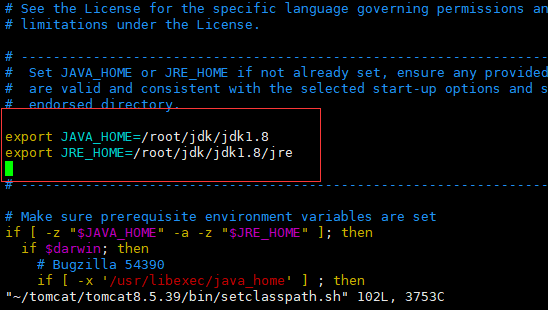 # See the License for the specific language governing permissions an
# limitations under the License.
# -----------------------------------------------------------------
#  Set JAVA_HOME or JRE_HOME if not already set, ensure any provided
#  are valid and consistent with the selected start-up options and s
#  endorsed directory.
export JAVA_HOME=/root/jdk/jdk1.8
export JRE_HOME=/root/jdk/jdk1.8/jre
# -----------------------------------------------------------------
# Make sure prerequisite environment variables are set
if [ -z "$JAVA_HOME" -a -z "$JRE_HOME" ]; then
  if $darwin; then
    # Bugzilla 54390
    if [ -x '/usr/libexec/java_home' ] ; then
"~/tomcat/tomcat8.5.39/bin/setclasspath.sh" 102L, 3753C